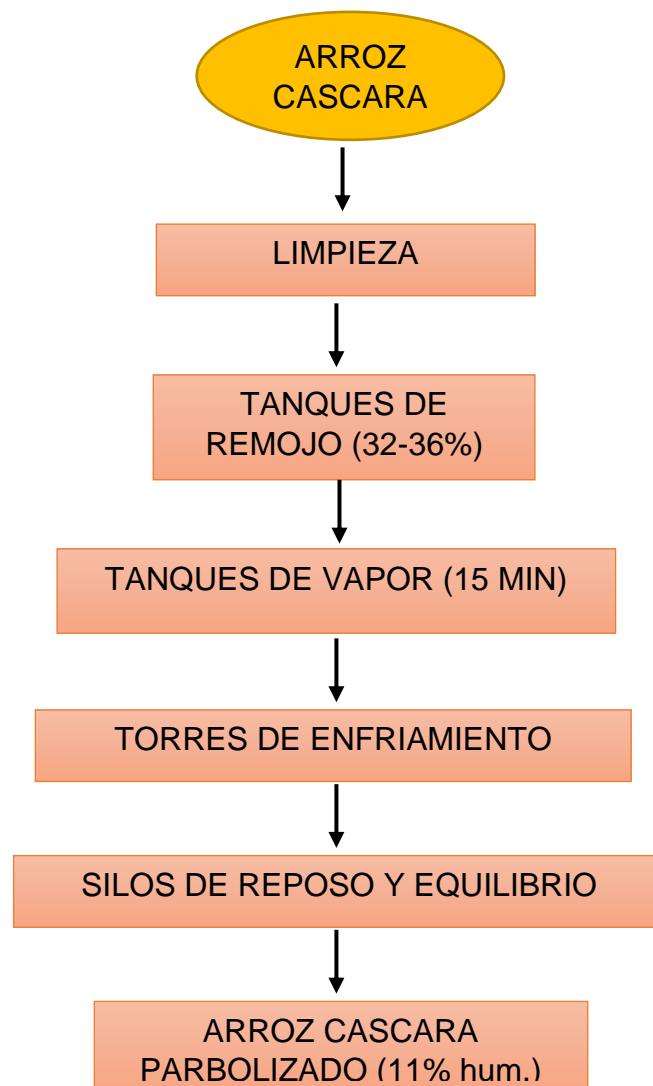 ARROZ
CASCARA
LIMPIEZA
TANQUES DE
REMOJO (32-36%)
TANQUES DE VAPOR (15 MIN)
TORRES DE ENFRIAMIENTO
SILOS DE REPOSO Y EQUILIBRIO
ARROZ CASCARA
PARBOLIZADO (11% hum.)